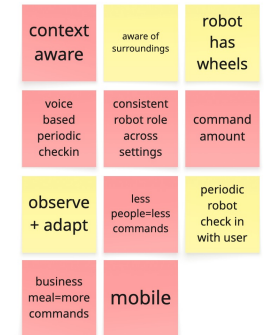 context
aware
aware of
surroundings
robot
has
wheels
voice
based
periodic
checkin
consistent
robot role
across
settings
command
amount
observe
+ adapt
less
people=less
commands
periodic
robot
check in
with user
business
meal=more
commands
mobile